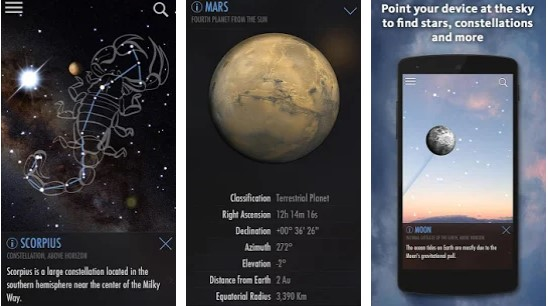 SCORPIUS
CONSTELLATION, ABOVE HORIZON
Scorpius is a large constellation located in the
southern hemisphere near the center of the Milky
Way.
MARS
FOURTH PLANET FROM THE SUN
Classification Terrestrial Planet
Right Ascension 12h 14m 16s
Declination +00° 36' 26"
Azimuth 272°
Elevation -2°
Distance from Earth 2 Au
Equatorial Radius 3,390 Km
Point your device at the sky
to find stars, constellations
and more
MOON
The ocean tides on Earth are mostly due to the
Moon's gravitational pull.